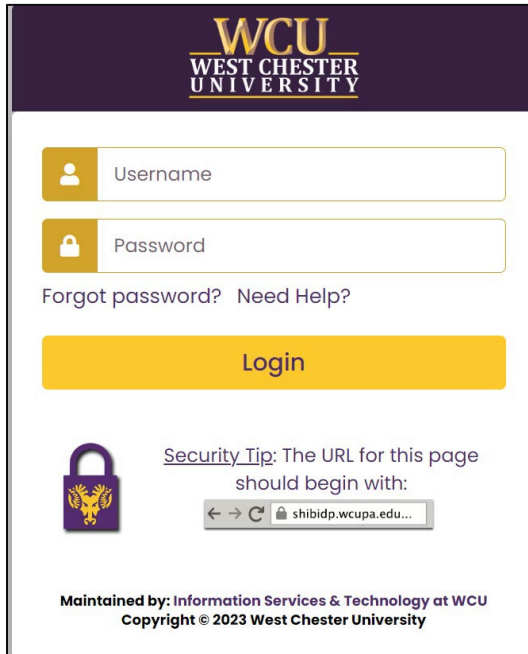 WCU
WEST CHESTER
UNIVERSITY
Username
Password
Forgot password? Need Help?
Login
Security Tip: The URL for this page
should begin with:
shibidp.wcupa.edu...
Maintained by: Information Services & Technology at WCU
Copyright © 2023 West Chester University